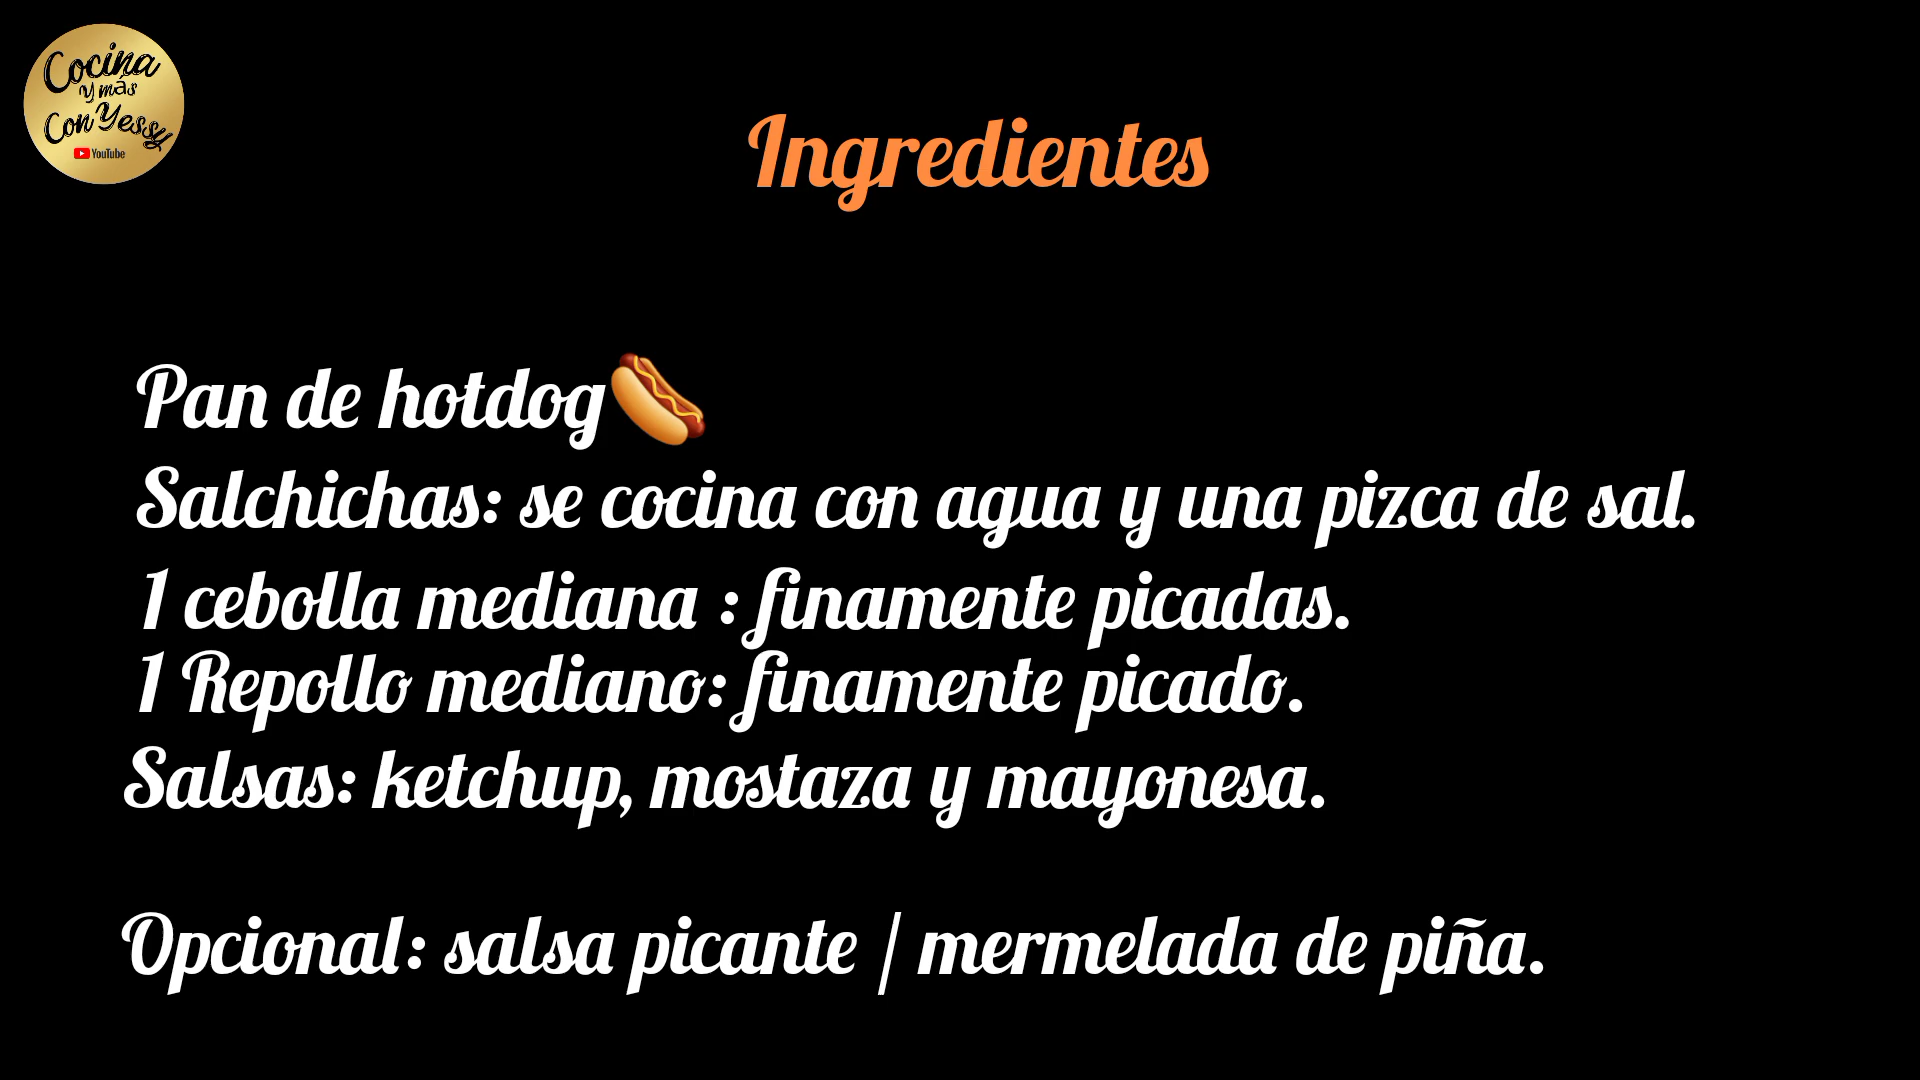 Cocina
y más
Con Yessy
YouTube
Ingredientes
Pan de hotdog🌭
Salchichas: se cocina con agua y una pizca de sal.
1 cebolla mediana : finamente picadas.
1 Repollo mediano: finamente picado.
Salsas: ketchup, mostaza y mayonesa.
Opcional: salsa picante / mermelada de piña.